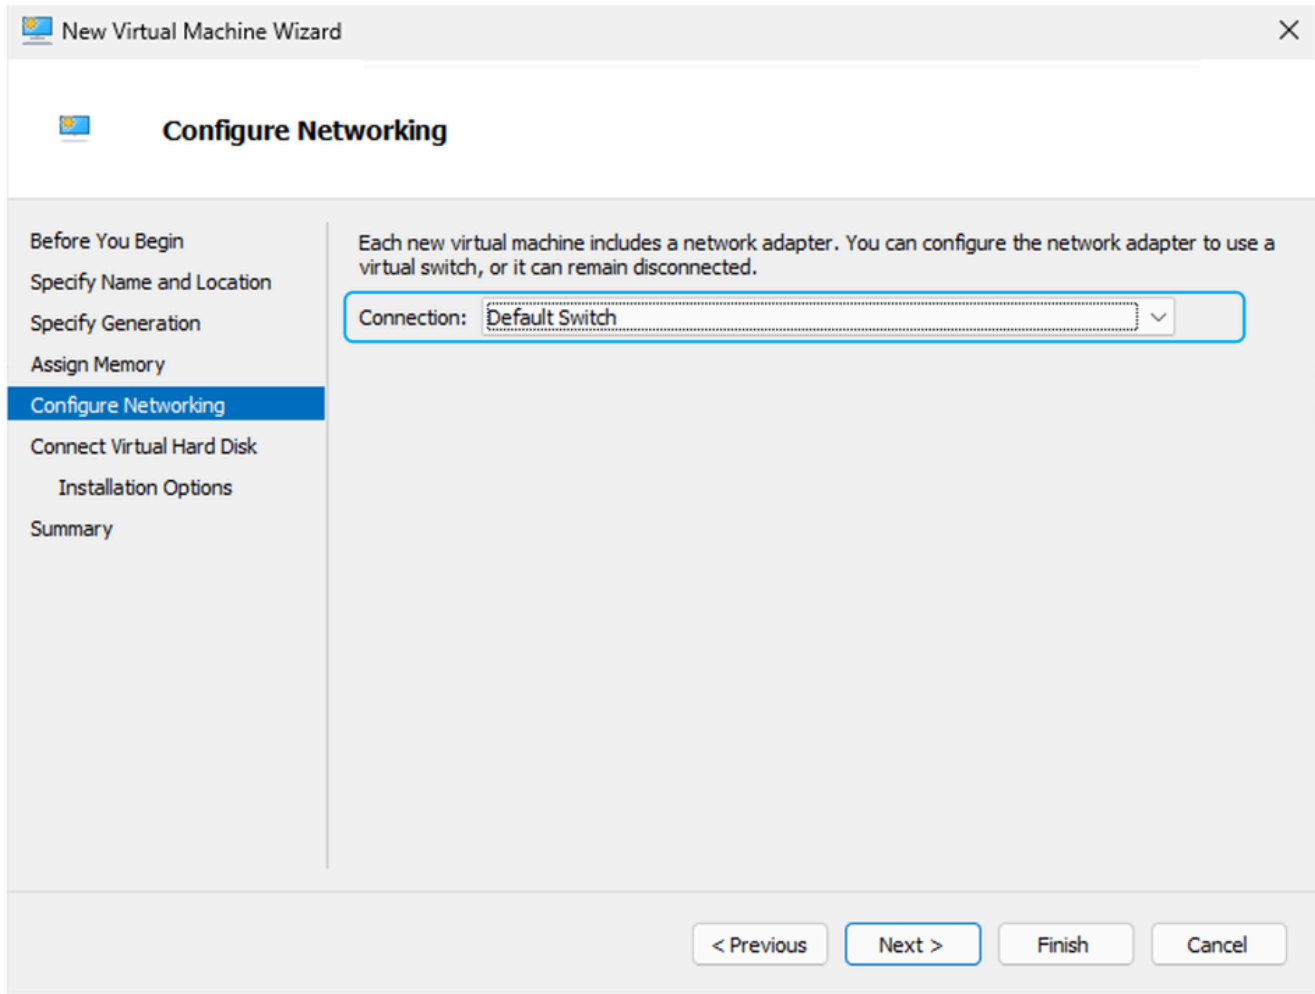 New Virtual Machine Wizard
Configure Networking
Before You Begin
Specify Name and Location
Specify Generation
Assign Memory
Configure Networking
Connect Virtual Hard Disk
Installation Options
Summary
Each new virtual machine includes a network adapter. You can configure the network adapter to use a
virtual switch, or it can remain disconnected.
Connection: Default Switch
< Previous
Next >
Finish
Cancel